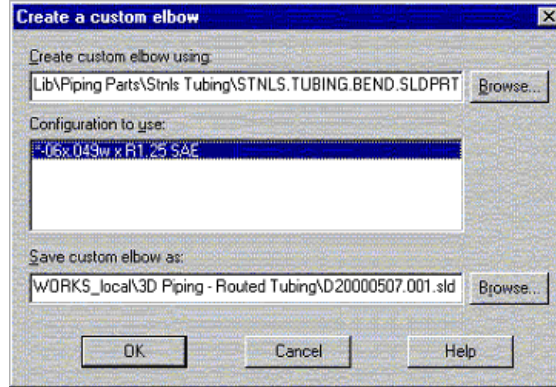 Create a custom elbow
Create custom elbow using:
Lib\Piping Parts\Stnls Tubing\STNLS.TUBING.BEND.SLDPRT
Browse...
Configuration to use:
"-06x.049w x R1.25 SAE
Save custom elbow as:
WORKS_local\3D Piping - Routed Tubing\D20000507.001.sld
Browse...
OK
Cancel
Help